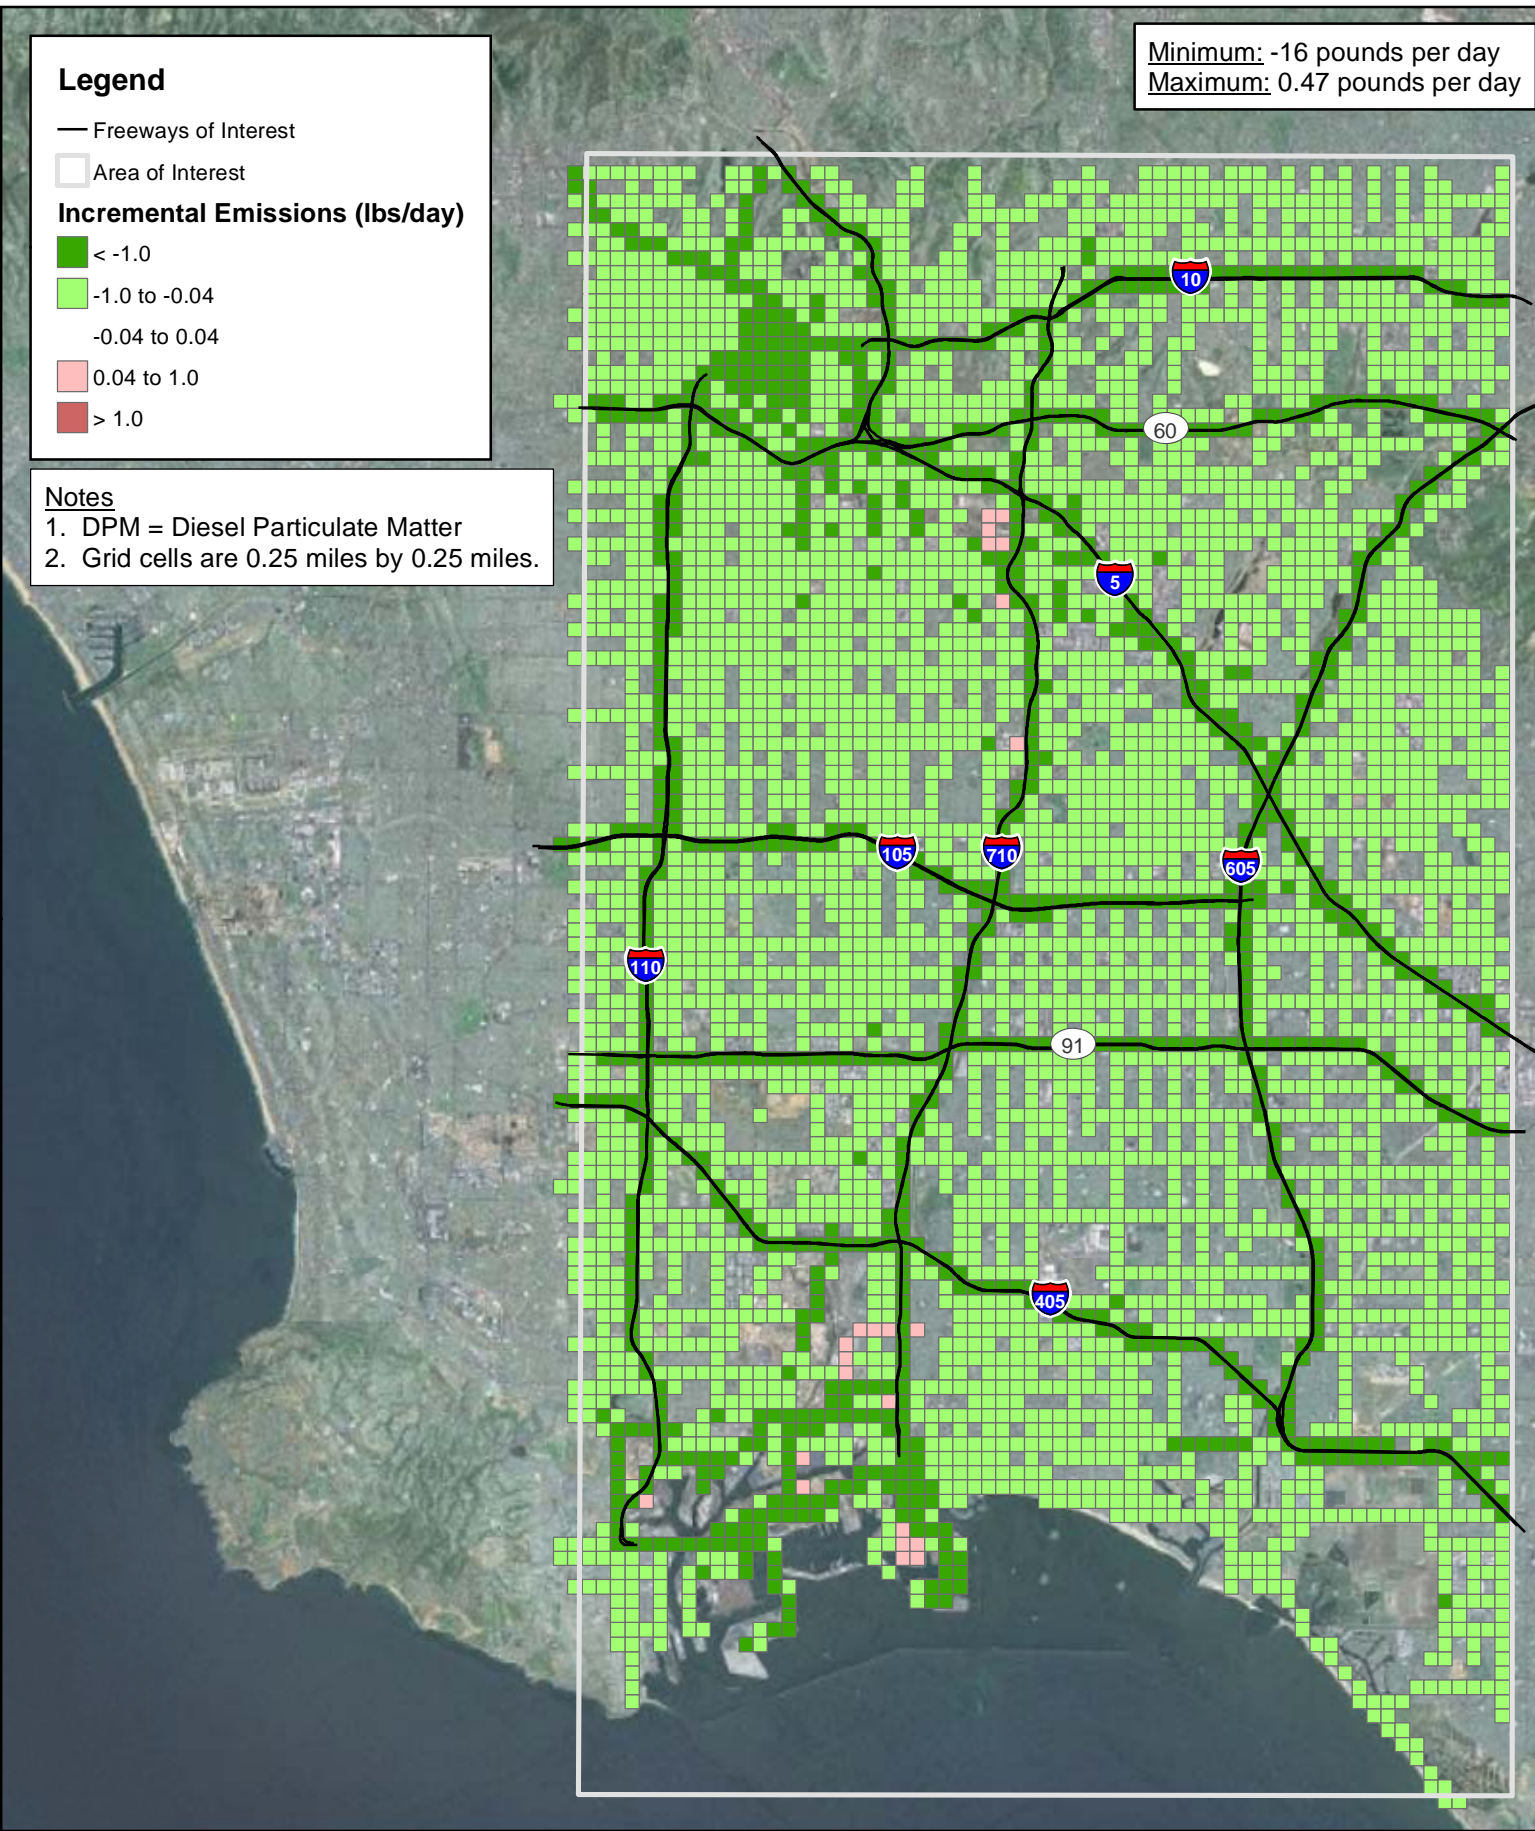 Legend
Freeways of Interest
Area of Interest
Incremental Emissions (lbs/day)
< -1.0
-1.0 to -0.04
-0.04 to 0.04
0.04 to 1.0
> 1.0
Notes
1. DPM = Diesel Particulate Matter
2. Grid cells are 0.25 miles by 0.25 miles.
Minimum: -16 pounds per day
Maximum: 0.47 pounds per day
10
60
5
105
710
605
110
91
405